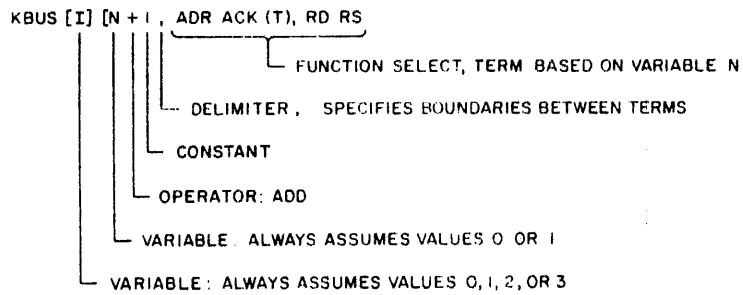 KBUS [I] [N + 1, ADR ACK (T), RD RS
FUNCTION SELECT, TERM BASED ON VARIABLE N
DELIMITER, SPECIFIES BOUNDARIES BETWEEN TERMS
CONSTANT
OPERATOR: ADD
VARIABLE. ALWAYS ASSUMES VALUES 0 OR 1
VARIABLE: ALWAYS ASSUMES VALUES 0, 1, 2, OR 3